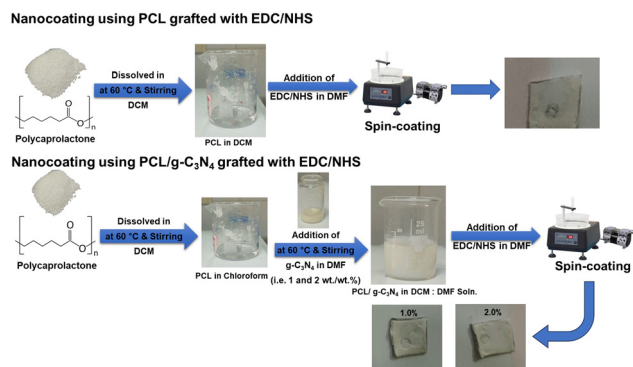 Nanocoating using PCL grafted with EDC/NHS
Dissolved in
at 60 °C & Stirring
DCM
Polycaprolactone
O
O
n
PCL in DCM
Addition of
EDC/NHS in DMF
Spin-coating
Nanocoating using PCL/g-C₃N₄ grafted with EDC/NHS
Dissolved in
at 60 °C & Stirring
DCM
Polycaprolactone
O
O
n
PCL in Chloroform
Addition of
at 60 °C & Stirring
g-C₃N₄ in DMF
(i.e. 1 and 2 wt./wt.%)
25
ml
PCL/ g-C₃N₄ in DCM : DMF Soln.
Addition of
EDC/NHS in DMF
Spin-coating
1.0%
2.0%